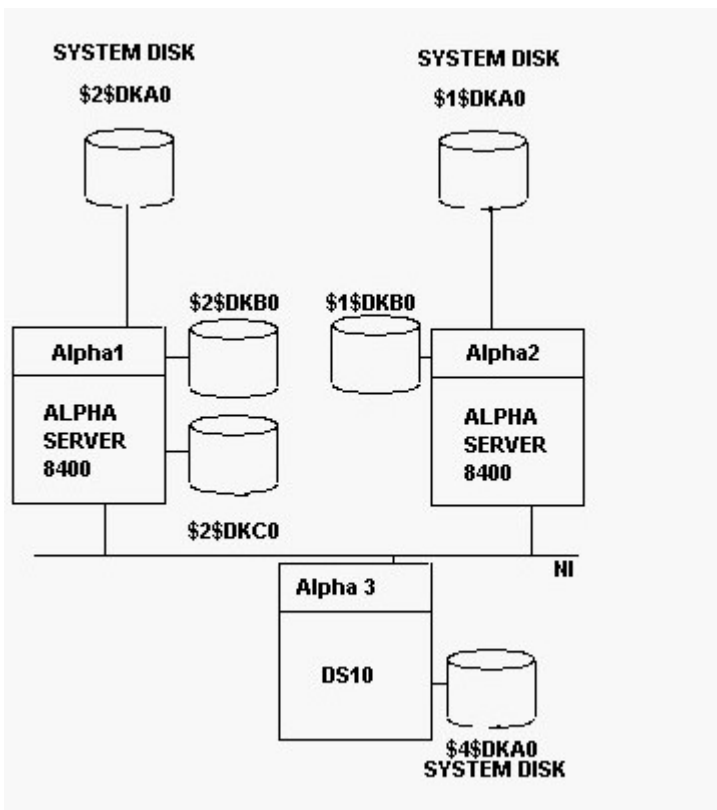 SYSTEM DISK
$2$DKA0
SYSTEM DISK
$1$DKA0
$2$DKB0
$1$DKB0
Alpha1
ALPHA
SERVER
8400
Alpha2
ALPHA
SERVER
8400
$2$DKC0
NI
Alpha 3
DS10
$4$DKA0
SYSTEM DISK